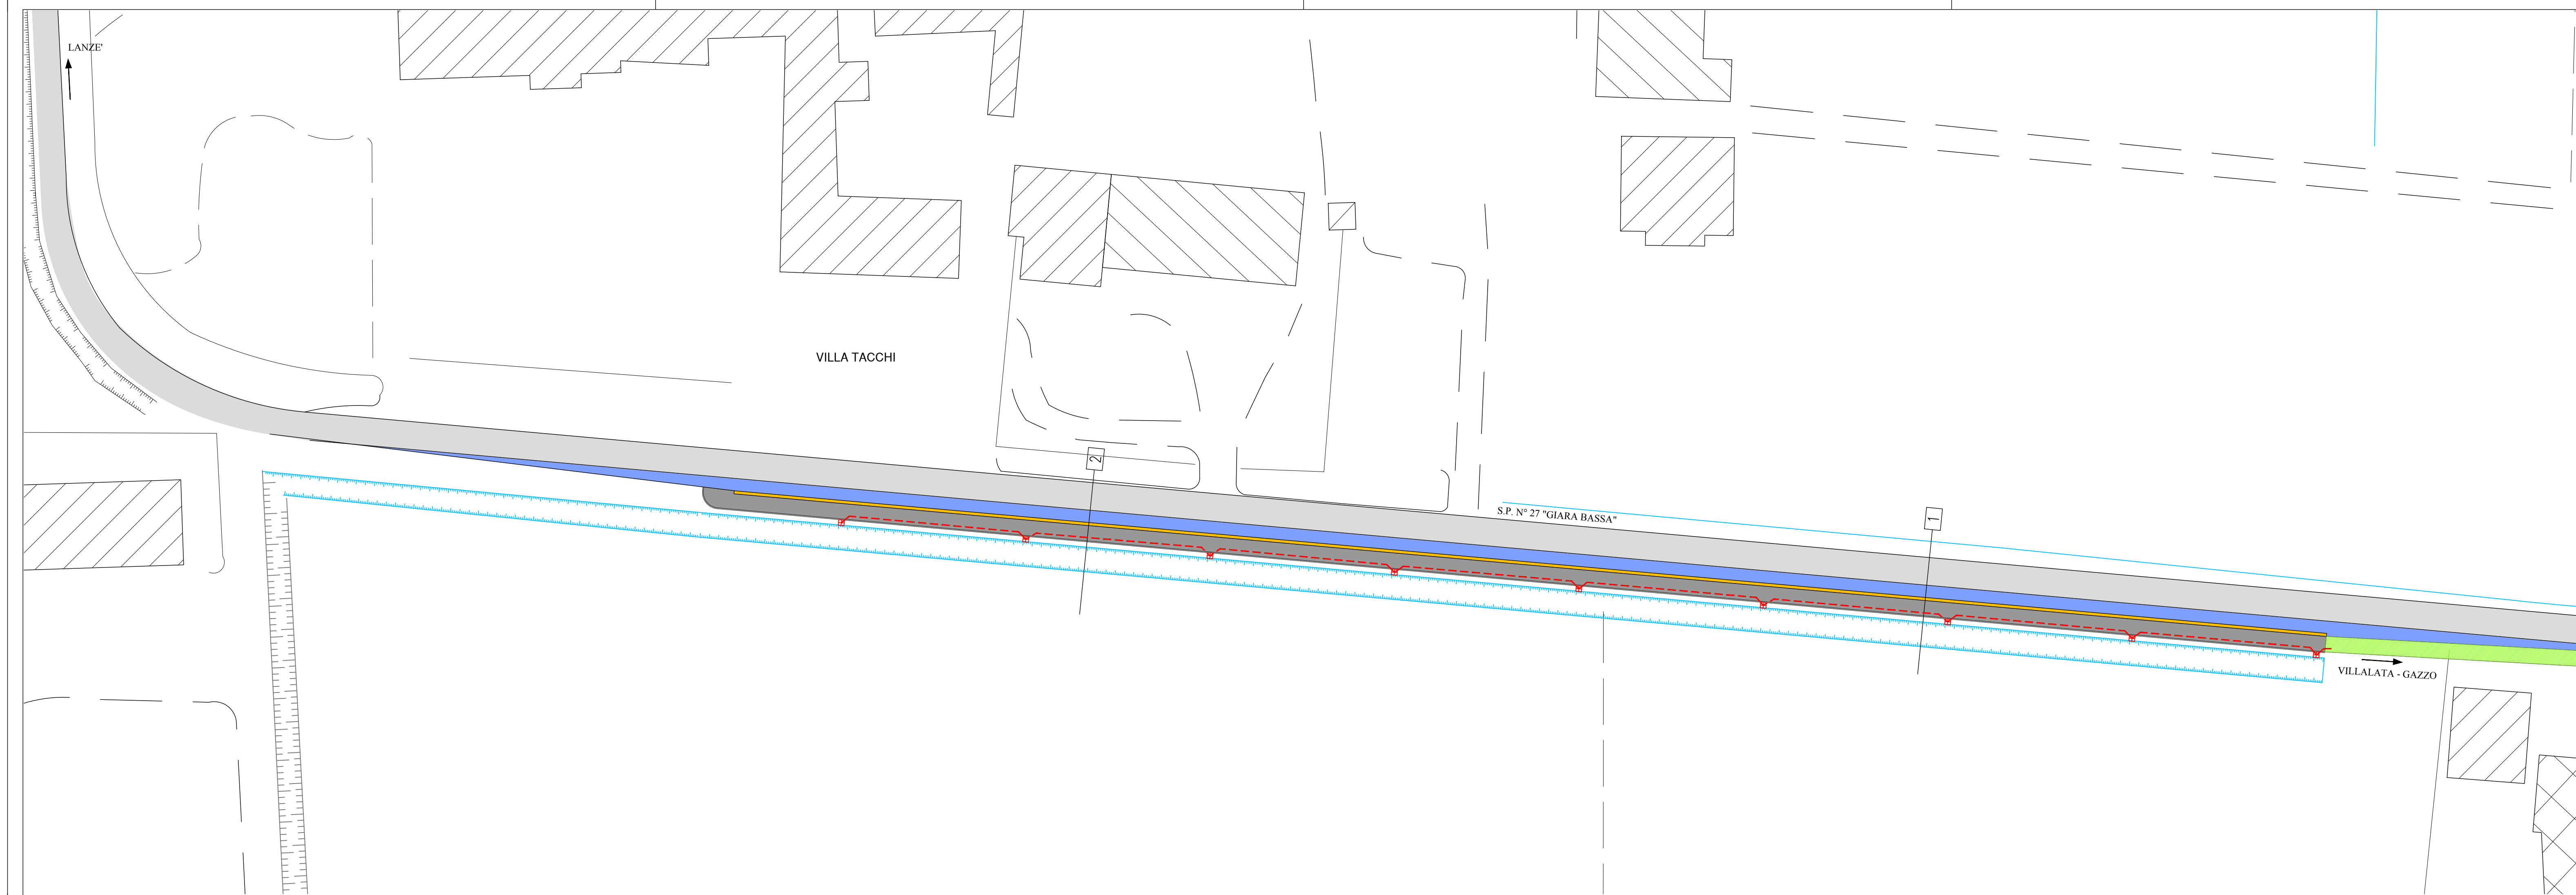 LANZE'
VILLA TACCHI
2
S.P. N° 27 "GIARA BASSA"
1
VILLALATA - GAZZO